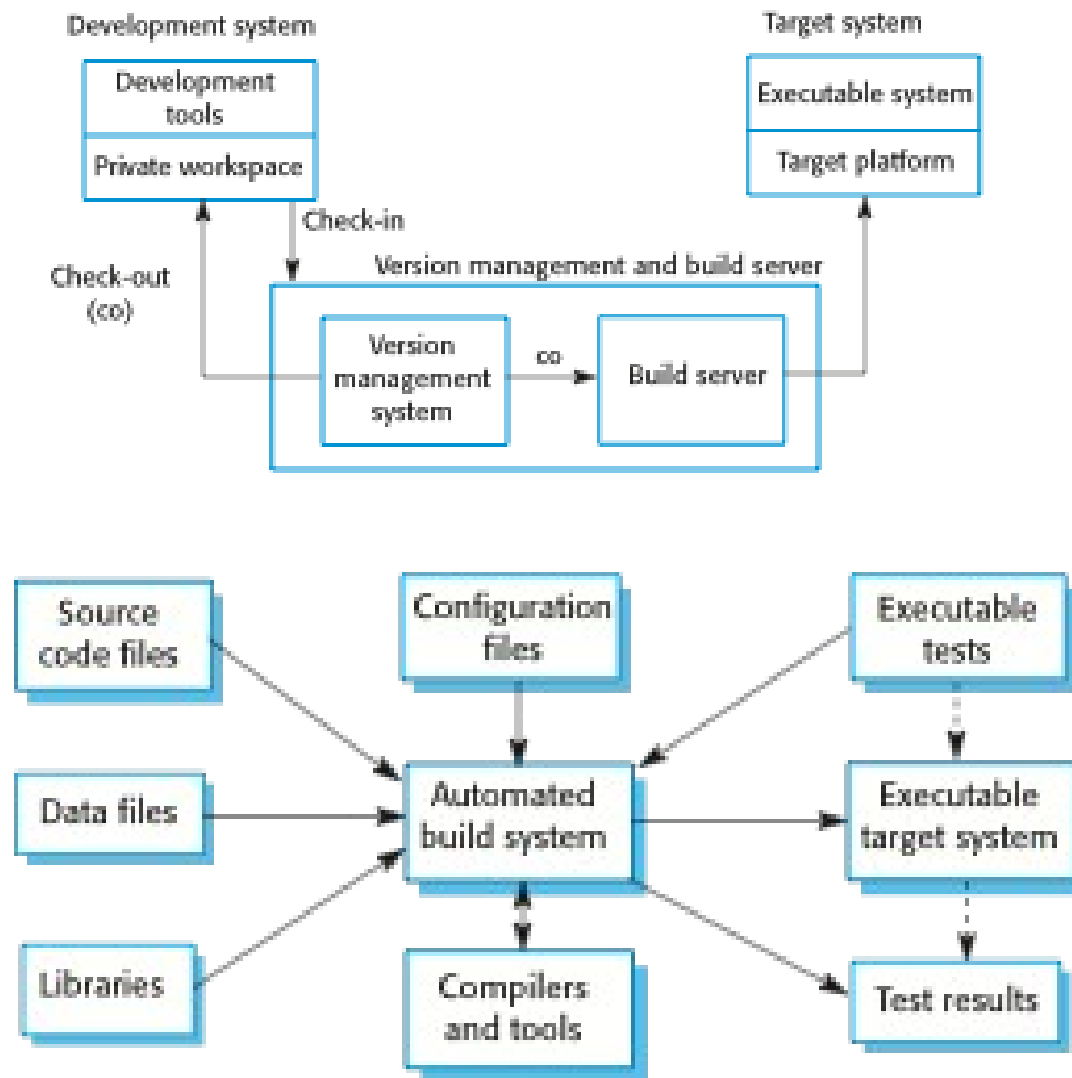 Development system
Target system
Development
tools
Private workspace
Executable system
Target platform
Check-in
Check-out
(co)
Version management and build server
Version
management
system
co
Build server
Source
code files
Configuration
files
Executable
tests
Data files
Automated
build system
Executable
target system
Libraries
Compilers
and tools
Test results